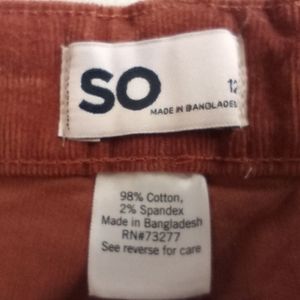 SO
12
MADE IN BANGLADE
98% Cotton,
2% Spandex
Made in Bangladesh
RN#73277
See reverse for care